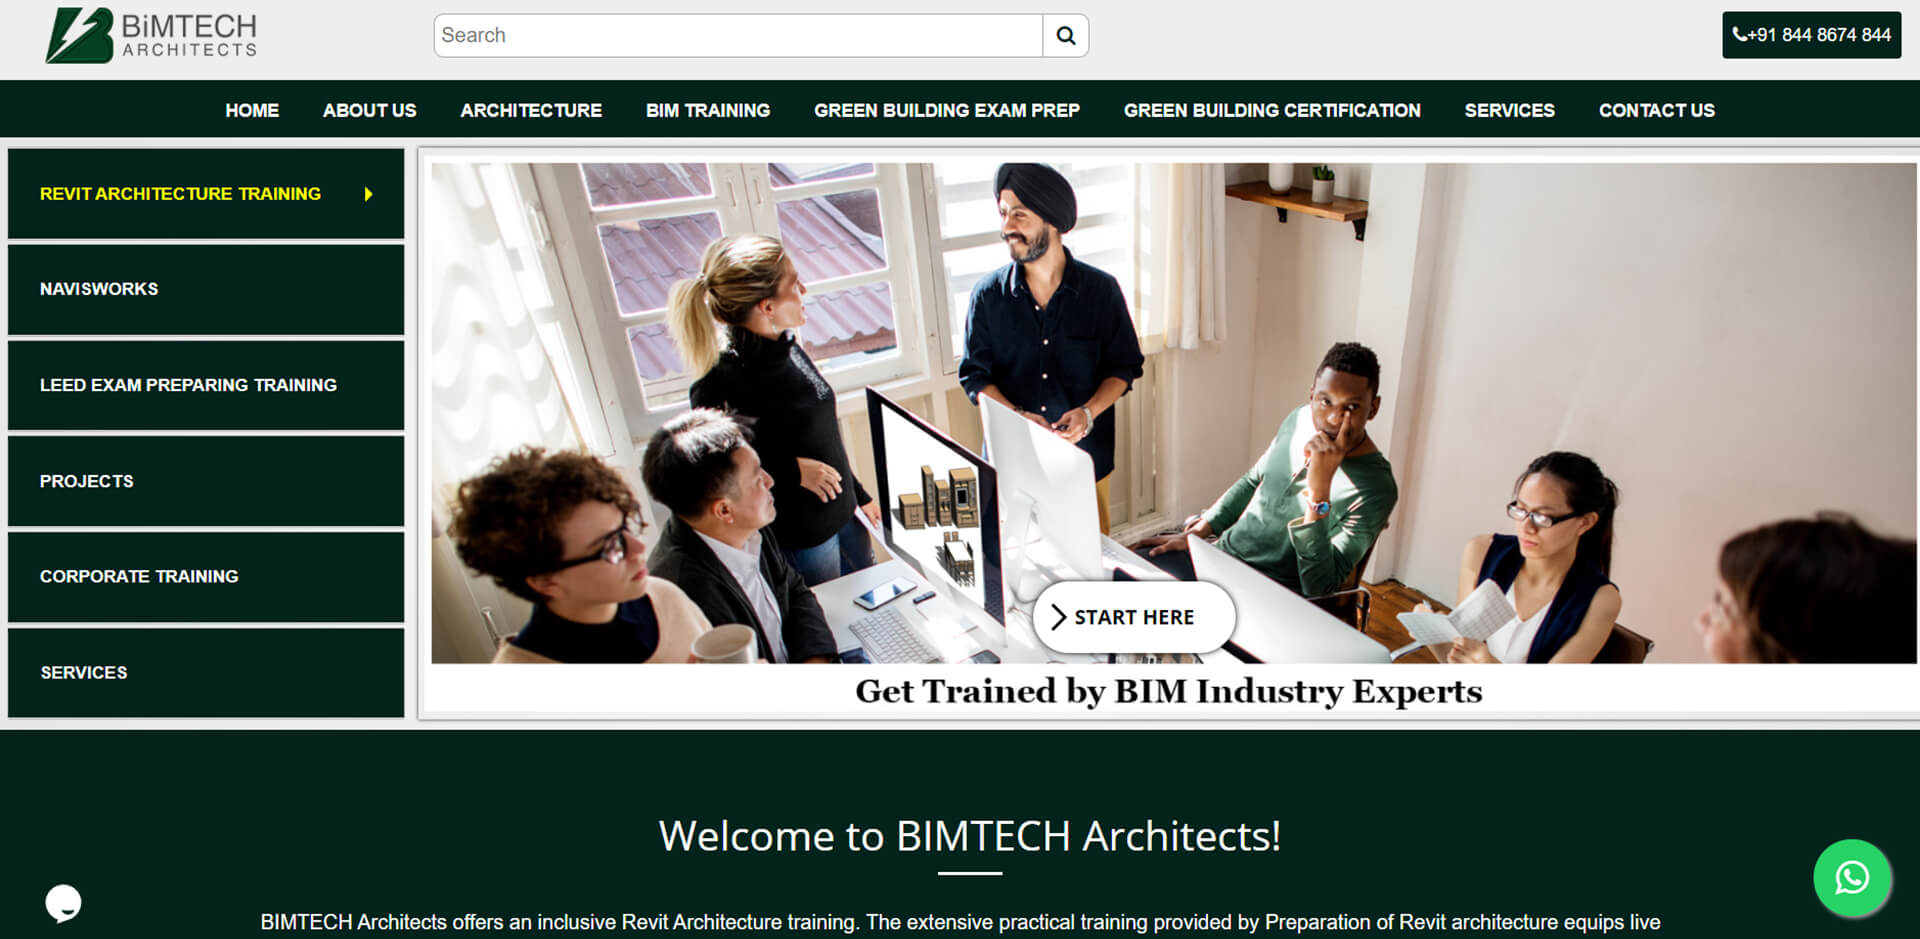 BiMTECH
ARCHITECTS
Search
+91 844 8674 844
HOME ABOUT US ARCHITECTURE BIM TRAINING GREEN BUILDING EXAM PREP GREEN BUILDING CERTIFICATION SERVICES CONTACT US
REVIT ARCHITECTURE TRAINING
NAVISWORKS
LEED EXAM PREPARING TRAINING
PROJECTS
CORPORATE TRAINING
SERVICES
START HERE
Get Trained by BIM Industry Experts
Welcome to BIMTECH Architects!
BIMTECH Architects offers an inclusive Revit Architecture training. The extensive practical training provided by Preparation of Revit architecture equips live